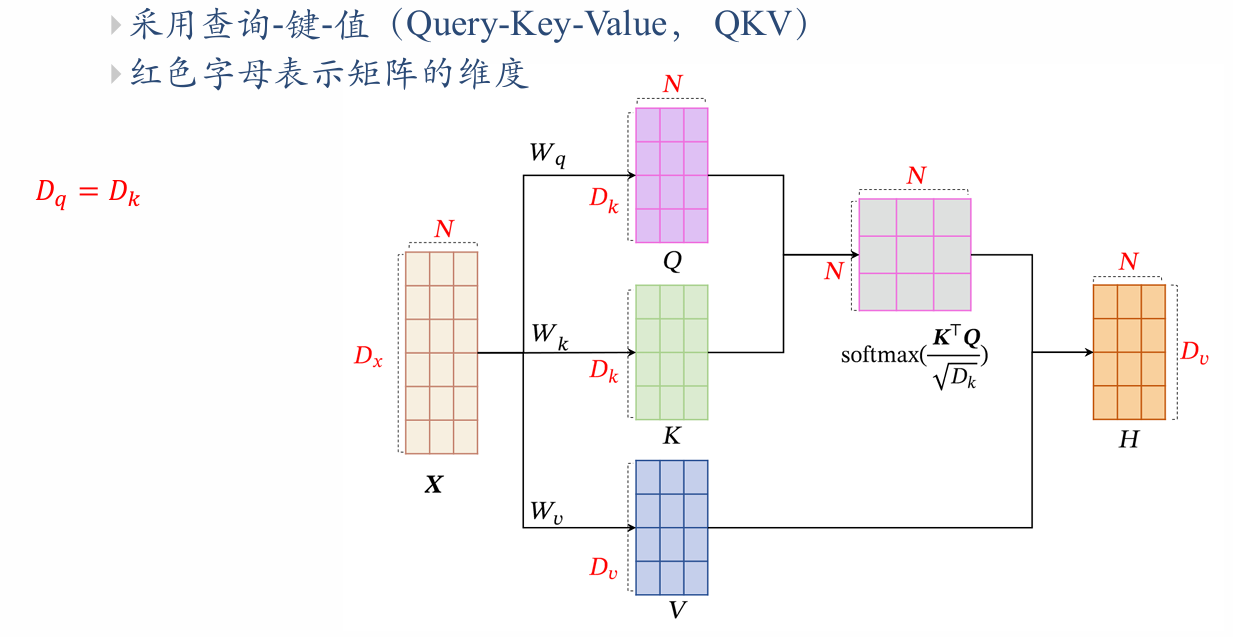 采用查询-键-值（Query-Key-Value， QKV）
红色字母表示矩阵的维度
N
W_q
D_q = D_k
D_k
N
N
Q
N
N
W_k
D_x
D_k
softmax(K^⊤Q/√D_k)
D_v
K
H
X
W_v
D_v
V